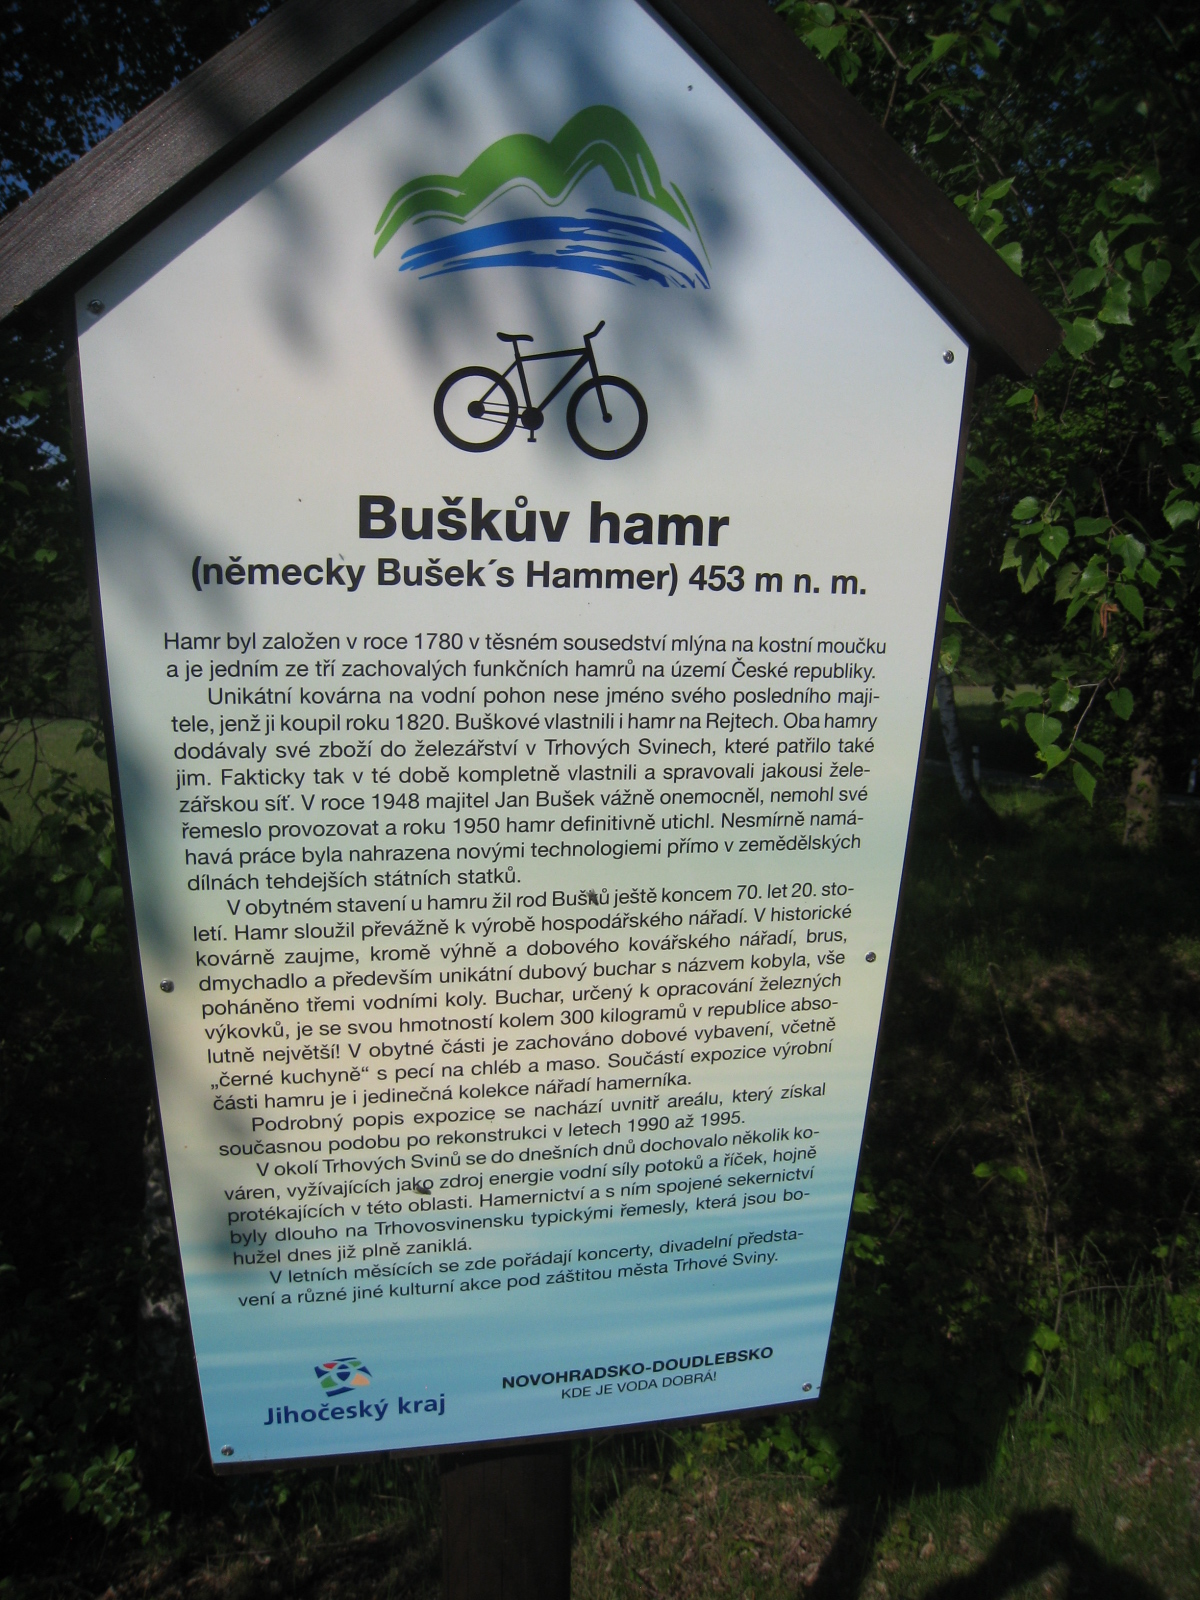 Buškův hamr
(německy Bušek´s Hammer) 453 m n. m.
Hamr byl založen v roce 1780 v těsném sousedství mlýna na kostní moučku
a je jedním ze tří zachovalých funkčních hamrů na území České republiky.
Unikátní kovárna na vodní pohon nese jméno svého posledního maji-
tele, jenž ji koupil roku 1820. Buškové vlastnili i hamr na Rejtech. Oba hamry
dodávaly své zboží do železářství v Trhových Svinech, které patřilo také
jim. Fakticky tak v té době kompletně vlastnili a spravovali jakousi žele-
zářskou síť. V roce 1948 majitel Jan Bušek vážně onemocněl, nemohl své
řemeslo provozovat a roku 1950 hamr definitivně utichl. Nesmírně namá-
havá práce byla nahrazena novými technologiemi přímo v zemědělských
dílnách tehdejších státních statků.
V obytném stavení u hamru žil rod Bušků ještě koncem 70. let 20. sto-
letí. Hamr sloužil převážně k výrobě hospodářského nářadí. V historické
kovárně zaujme, kromě výhně a dobového kovářského nářadí, brus,
dmychadlo a především unikátní dubový buchar s názvem kobyla, vše
poháněno třemi vodními koly. Buchar, určený k opracování železných
výkovků, je se svou hmotností kolem 300 kilogramů v republice abso-
lutně největší! V obytné části je zachováno dobové vybavení, včetně
„černé kuchyně“ s pecí na chléb a maso. Součástí expozice výrobní
části hamru je i jedinečná kolekce nářadí hamerníka.
Podrobný popis expozice se nachází uvnitř areálu, který získal
současnou podobu po rekonstrukci v letech 1990 až 1995.
V okolí Trhových Svinů se do dnešních dnů dochovalo několik ko-
váren, využívajících jako zdroj energie vodní síly potoků a říček, hojně
protékajících v této oblasti. Hamernictví a s ním spojené sekernictví
byly dlouho na Trhovosvinensku typickými řemesly, která jsou bo-
hužel dnes již plně zaniklá.
V letních měsících se zde pořádají koncerty, divadelní předsta-
vení a různé jiné kulturní akce pod záštitou města Trhové Sviny.
Jihočeský kraj
NOVOHRADSKO-DOUDLEBSKO
KDE JE VODA DOBRÁ!